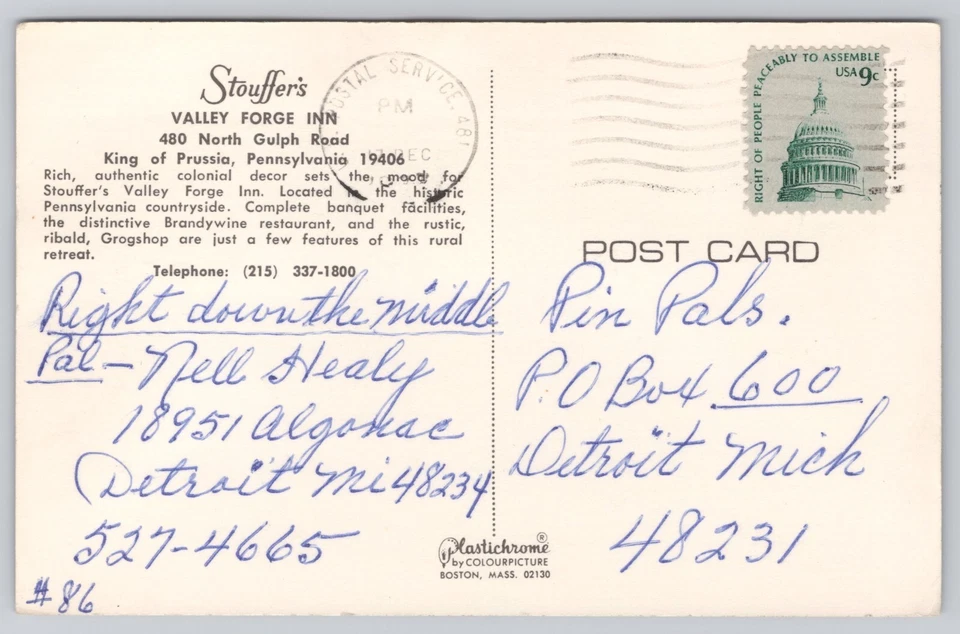 Stouffer's
VALLEY FORGE INN
480 North Gulph Road
King of Prussia, Pennsylvania 19406
Rich, authentic colonial decor sets the mood for
Stouffer's Valley Forge Inn. Located in the historic
Pennsylvania countryside. Complete banquet facilities,
the distinctive Brandywine restaurant, and the rustic,
ribald, Grogshop are just a few features of this rural
retreat.
Telephone: (215) 337-1800
Right down the middle
Pal - Nell Healy
18951 Algonac
Detroit Mi 48234
527-4665
# 86
POSTAL SERVICE, 481
PM
DEC
RIGHT OF PEOPLE PEACEABLY TO ASSEMBLE
USA 9c
POST CARD
Pin Pals.
P.O Box 600
Detroit Mich
48231
Plastichrome®
by COLOURPICTURE
BOSTON, MASS. 02130